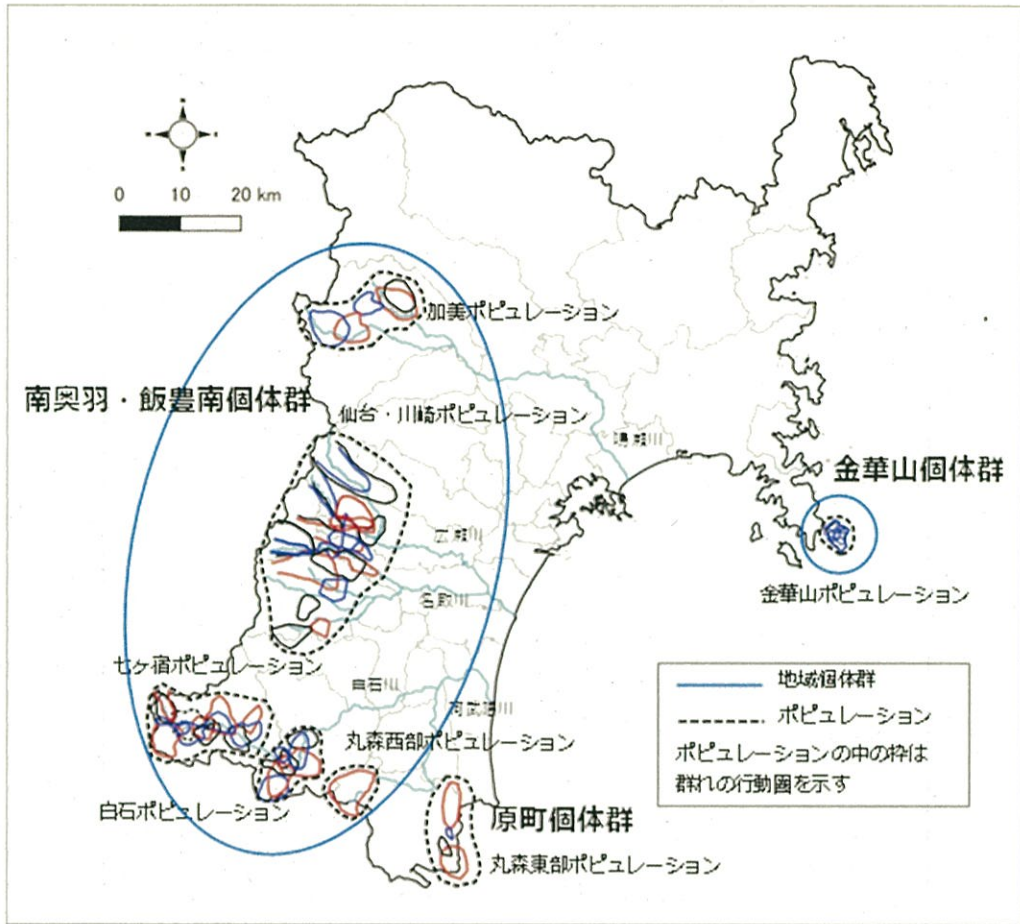 0 10 20 km
加美ポピュレーション
南奥羽・飯豊南個体群
仙台・川崎ポピュレーション
鳴瀬川
金華山個体群
広瀬川
金華山ポピュレーション
名取川
七ヶ宿ポピュレーション
白石川
阿武隈川
丸森西部ポピュレーション
白石ポピュレーション
原町個体群
丸森東部ポピュレーション
地域個体群
ポピュレーション
ポピュレーションの中の枠は
群れの行動圏を示す